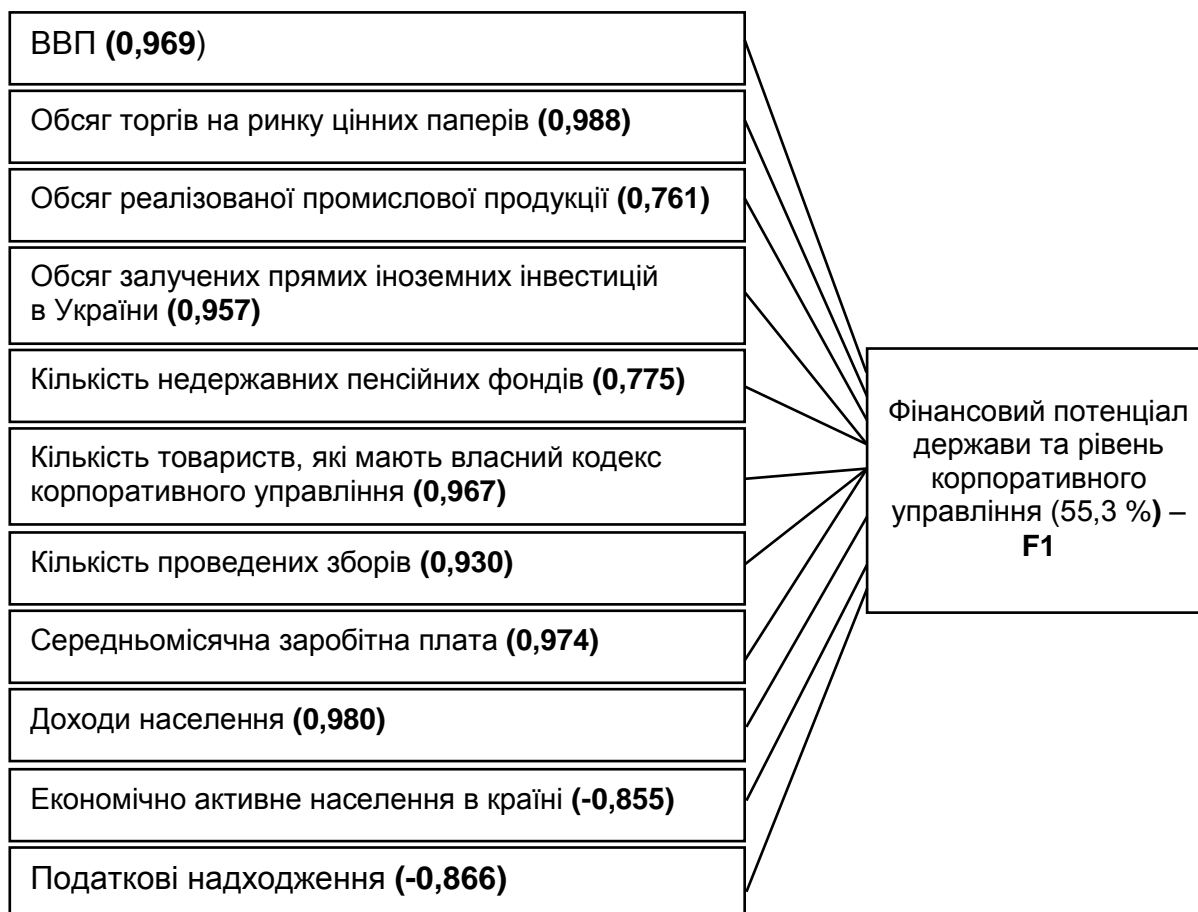 ВВП (0,969)
Обсяг торгів на ринку цінних паперів (0,988)
Обсяг реалізованої промислової продукції (0,761)
Обсяг залучених прямих іноземних інвестицій
в Україні (0,957)
Кількість недержавних пенсійних фондів (0,775)
Кількість товариств, які мають власний кодекс
корпоративного управління (0,967)
Кількість проведених зборів (0,930)
Середньомісячна заробітна плата (0,974)
Доходи населення (0,980)
Економічно активне населення в країні (-0,855)
Податкові надходження (-0,866)
Фінансовий потенціал
держави та рівень
корпоративного
управління (55,3 %) –
F1